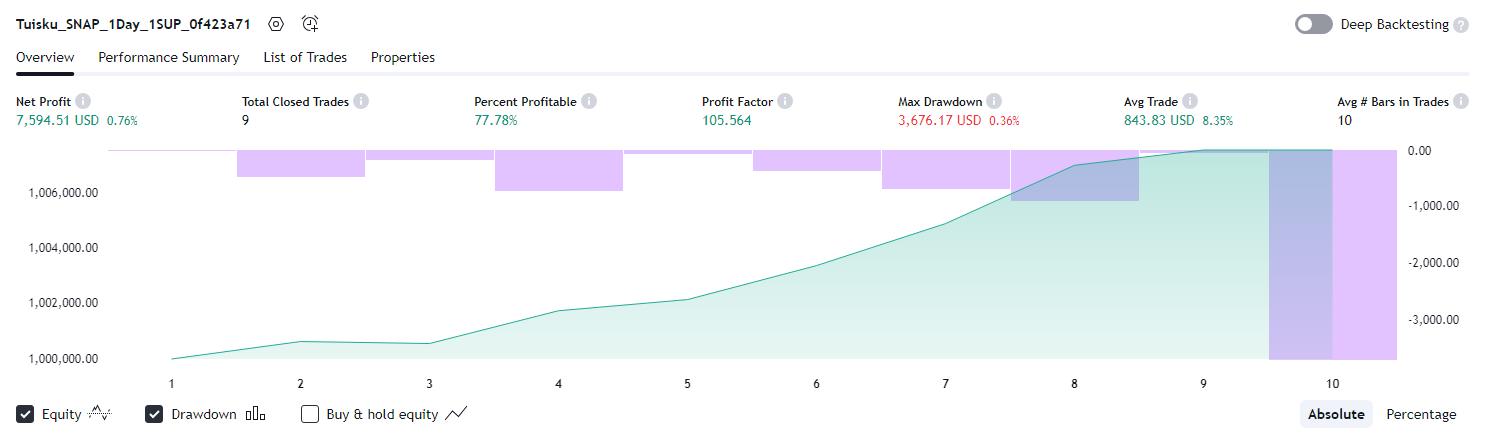 Tuisku_SNAP_1Day_1SUP_0f423a71
Deep Backtesting ?
Overview Performance Summary List of Trades Properties
Net Profit i Total Closed Trades i Percent Profitable i Profit Factor i Max Drawdown i Avg Trade i Avg # Bars in Trades i
7,594.51 USD 0.76% 9 77.78% 105.564 3,676.17 USD 0.36% 843.83 USD 8.35% 10
0.00
1,006,000.00
-1,000.00
1,004,000.00
-2,000.00
1,002,000.00
-3,000.00
1,000,000.00
1 2 3 4 5 6 7 8 9 10
Equity Drawdown Buy & hold equity Absolute Percentage